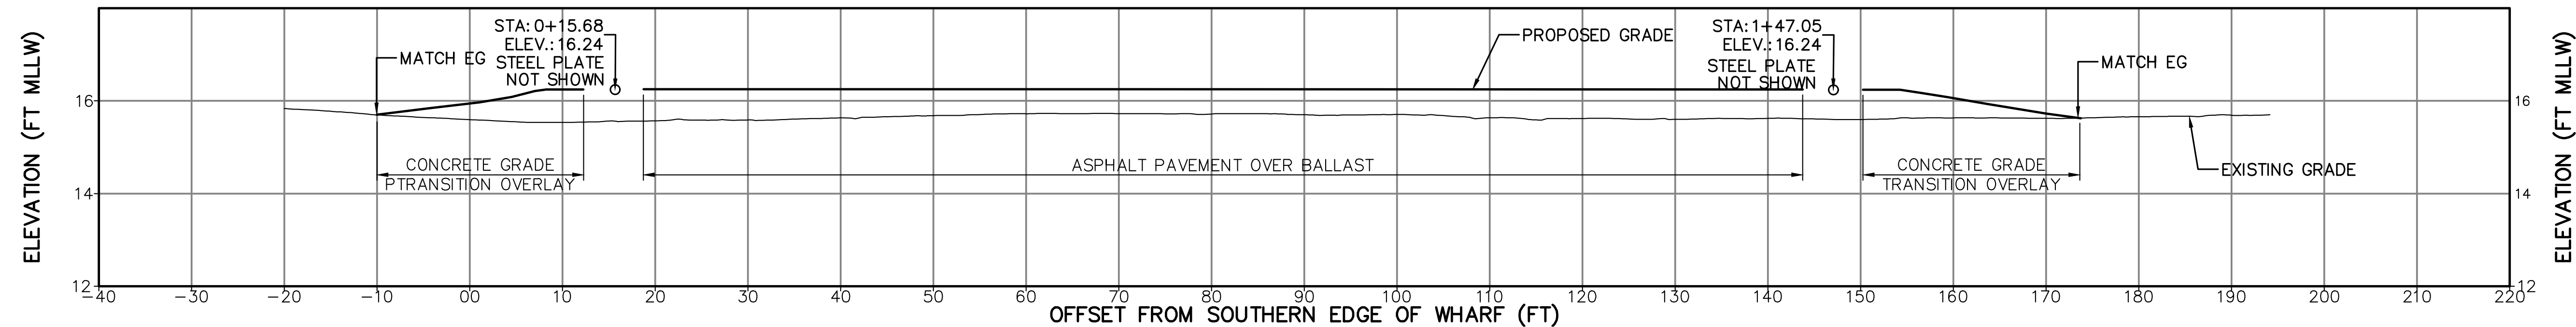 ELEVATION (FT MLLW)
16
14
12
MATCH EG
STA: 0+15.68
ELEV.: 16.24
STEEL PLATE
NOT SHOWN
PROPOSED GRADE
STA: 1+47.05
ELEV.: 16.24
STEEL PLATE
NOT SHOWN
MATCH EG
CONCRETE GRADE
PTRANSITION OVERLAY
ASPHALT PAVEMENT OVER BALLAST
CONCRETE GRADE
TRANSITION OVERLAY
EXISTING GRADE
16
14
12
ELEVATION (FT MLLW)
-40 -30 -20 -10 00 10 20 30 40 50 60 70 80 90 100 110 120 130 140 150 160 170 180 190 200 210 220
OFFSET FROM SOUTHERN EDGE OF WHARF (FT)